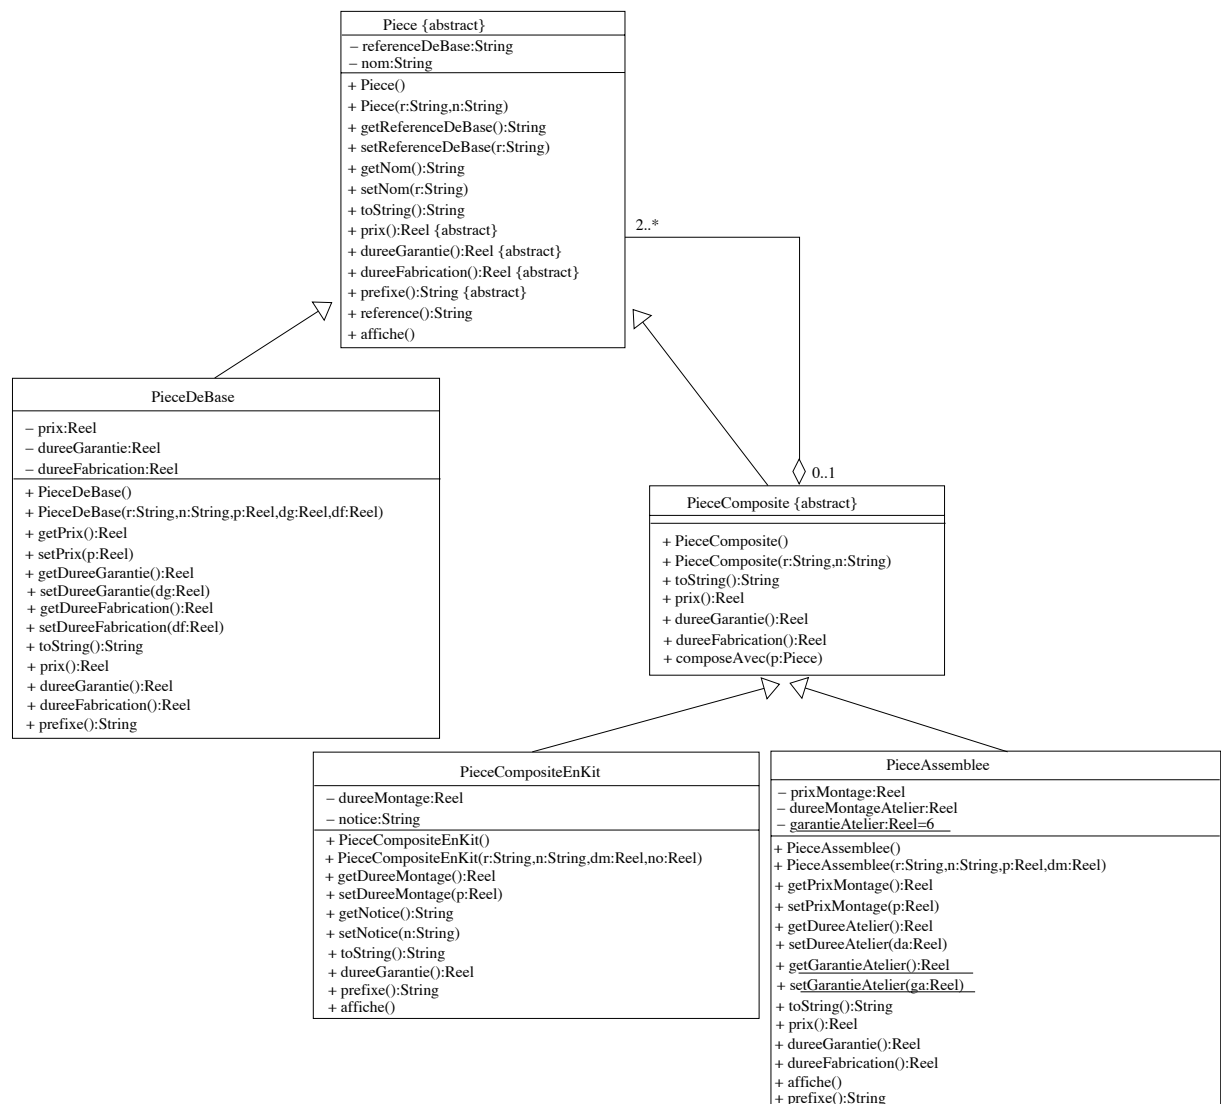 Piece {abstract}
– referenceDeBase:String
– nom:String
+ Piece()
+ Piece(r:String,n:String)
+ getReferenceDeBase():String
+ setReferenceDeBase(r:String)
+ getNom():String
+ setNom(r:String)
+ toString():String
+ prix():Reel {abstract}
+ dureeGarantie():Reel {abstract}
+ dureeFabrication():Reel {abstract}
+ prefixe():String {abstract}
+ reference():String
+ affiche()
2..*
0..1
PieceDeBase
– prix:Reel
– dureeGarantie:Reel
– dureeFabrication:Reel
+ PieceDeBase()
+ PieceDeBase(r:String,n:String,p:Reel,dg:Reel,df:Reel)
+ getPrix():Reel
+ setPrix(p:Reel)
+ getDureeGarantie():Reel
+ setDureeGarantie(dg:Reel)
+ getDureeFabrication():Reel
+ setDureeFabrication(df:Reel)
+ toString():String
+ prix():Reel
+ dureeGarantie():Reel
+ dureeFabrication():Reel
+ prefixe():String
PieceComposite {abstract}
+ PieceComposite()
+ PieceComposite(r:String,n:String)
+ toString():String
+ prix():Reel
+ dureeGarantie():Reel
+ dureeFabrication():Reel
+ composeAvec(p:Piece)
PieceCompositeEnKit
– dureeMontage:Reel
– notice:String
+ PieceCompositeEnKit()
+ PieceCompositeEnKit(r:String,n:String,dm:Reel,no:Reel)
+ getDureeMontage():Reel
+ setDureeMontage(p:Reel)
+ getNotice():String
+ setNotice(n:String)
+ toString():String
+ dureeGarantie():Reel
+ prefixe():String
+ affiche()
PieceAssemblee
– prixMontage:Reel
– dureeMontageAtelier:Reel
– garantieAtelier:Reel=6
+ PieceAssemblee()
+ PieceAssemblee(r:String,n:String,p:Reel,dm:Reel)
+ getPrixMontage():Reel
+ setPrixMontage(p:Reel)
+ getDureeAtelier():Reel
+ setDureeAtelier(da:Reel)
+ getGarantieAtelier():Reel
+ setGarantieAtelier(ga:Reel)
+ toString():String
+ prix():Reel
+ dureeGarantie():Reel
+ dureeFabrication():Reel
+ affiche()
+ prefixe():String